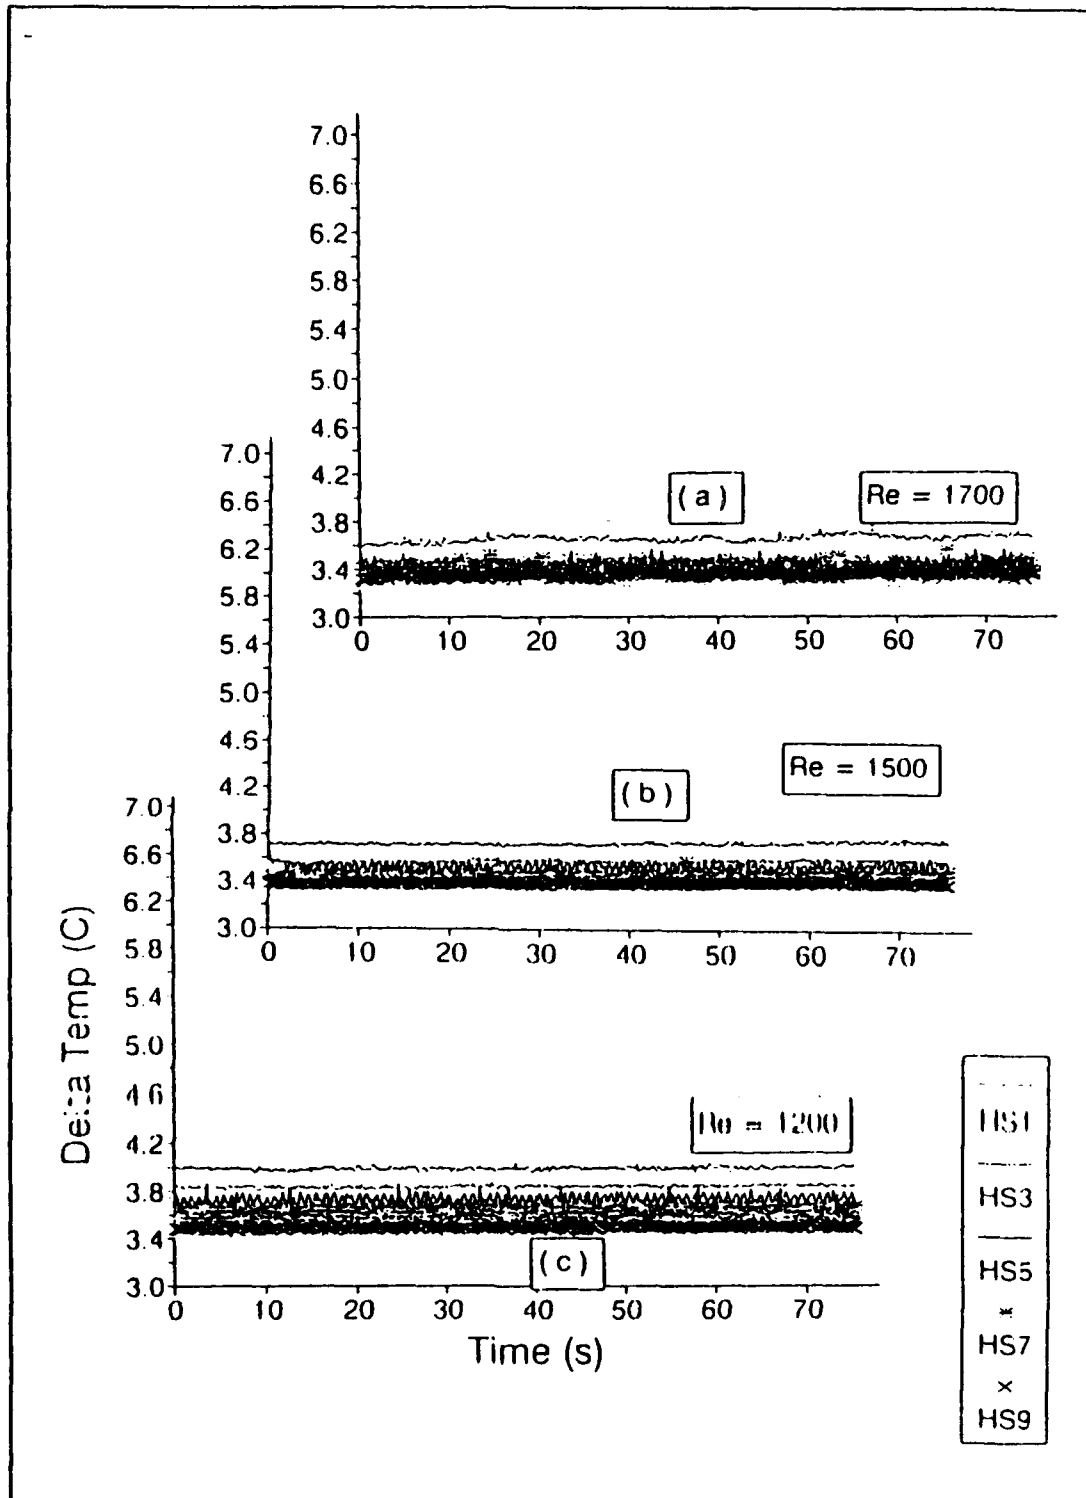 7.0
6.6
6.2
5.8
5.4
5.0
4.6
4.2
3.8
3.4
3.0
(a)
Re = 1700
0 10 20 30 40 50 60 70
7.0
6.6
6.2
5.8
5.4
5.0
4.6
4.2
3.8
3.4
3.0
(b)
Re = 1500
0 10 20 30 40 50 60 70
7.0
6.6
6.2
5.8
5.4
5.0
4.6
4.2
3.8
3.4
3.0
Re = 1200
(c)
0 10 20 30 40 50 60 70
Delta Temp (C)
Time (s)
HS1
HS3
HS5
HS7
HS9